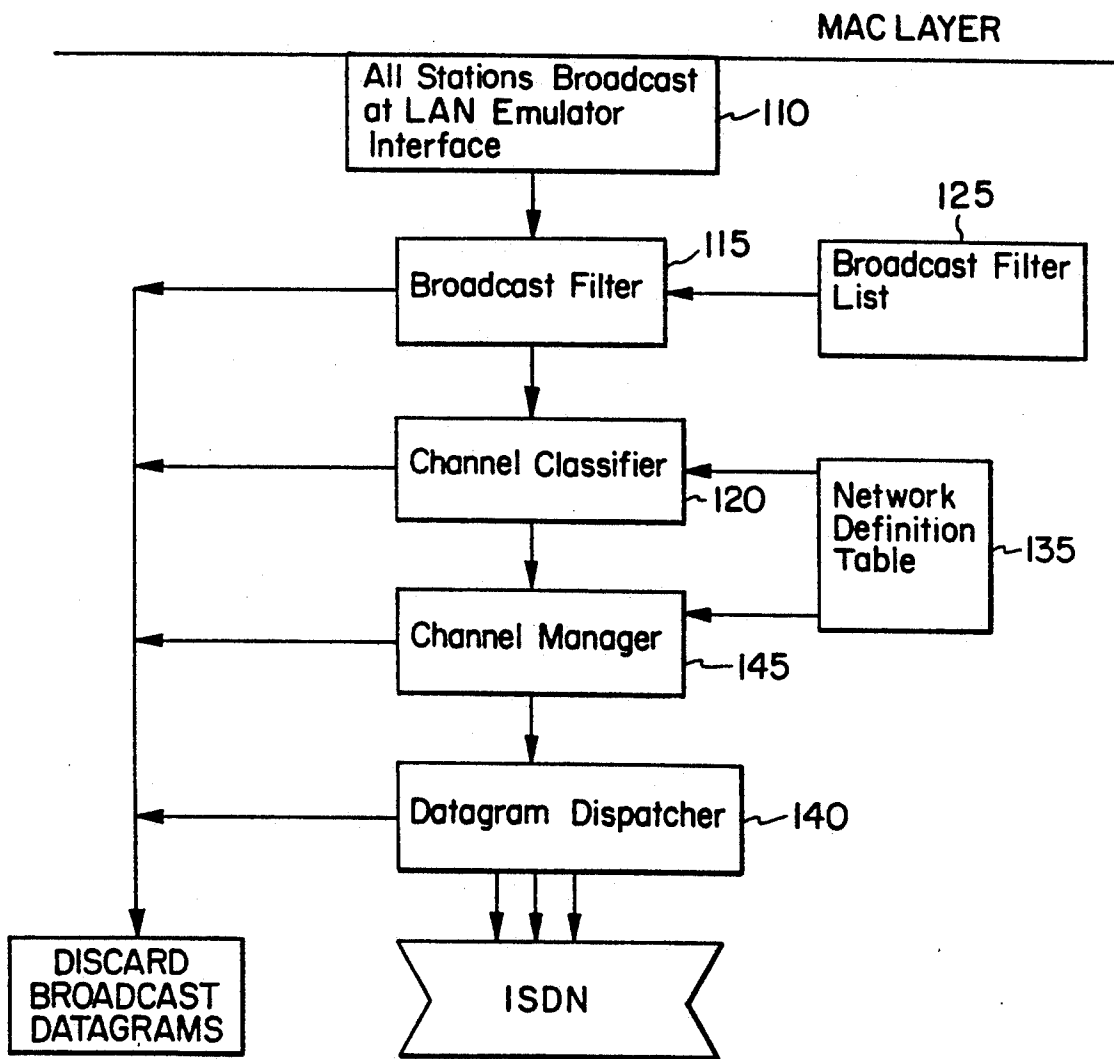 MAC LAYER
All Stations Broadcast
at LAN Emulator
Interface
110
125
115
Broadcast Filter
Broadcast Filter
List
Channel Classifier
120
Network
Definition
Table
135
Channel Manager
145
Datagram Dispatcher
140
DISCARD
BROADCAST
DATAGRAMS
ISDN